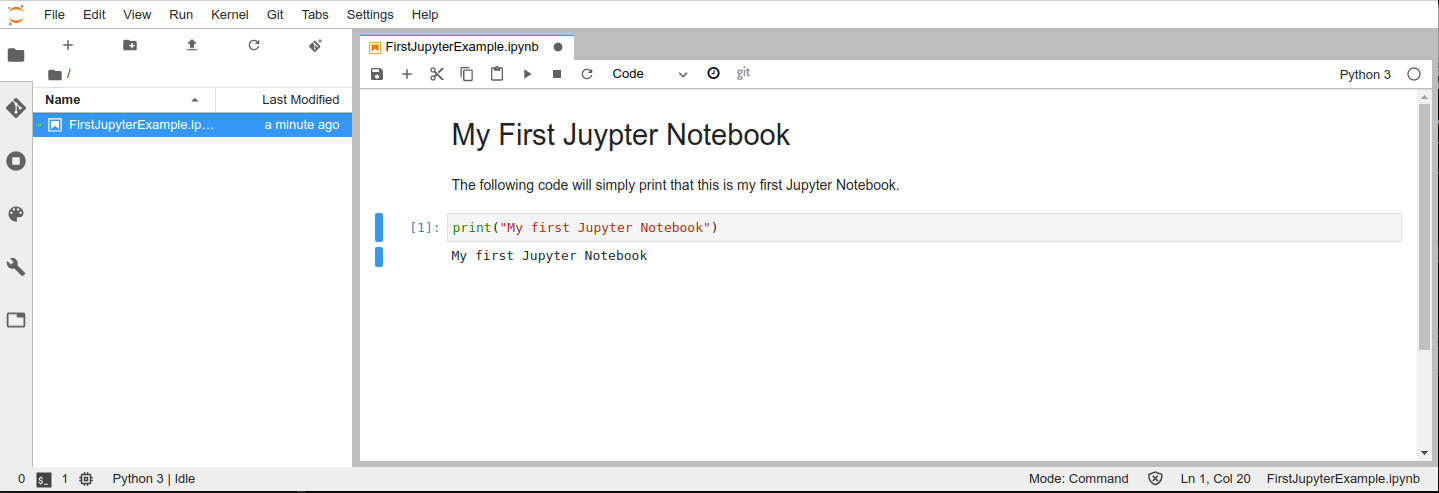 File Edit View Run Kernel Git Tabs Settings Help
FirstJupyterExample.ipynb
Code git Python 3
/
Name Last Modified
FirstJupyterExample.ip… a minute ago
My First Juypter Notebook
The following code will simply print that this is my first Jupyter Notebook.
[1]: print("My first Jupyter Notebook")
My first Jupyter Notebook
0 $_ 1 Python 3 | Idle Mode: Command Ln 1, Col 20 FirstJupyterExample.ipynb